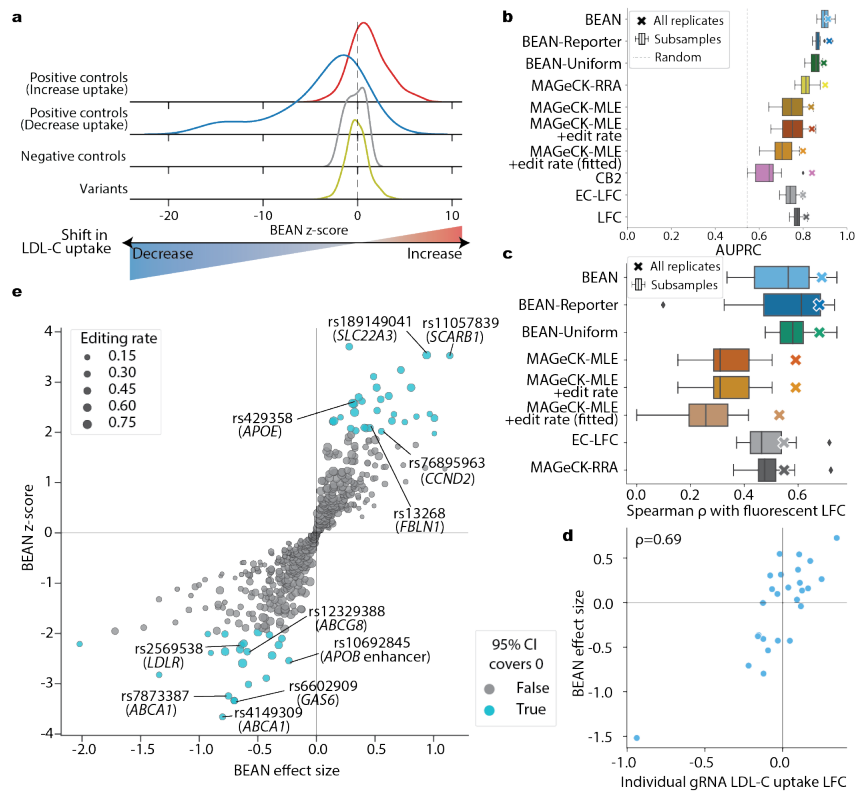 a
Positive controls
(Increase uptake)
Positive controls
(Decrease uptake)
Negative controls
Variants
-20
-10
0
10
BEAN z-score
Shift in
LDL-C uptake
Decrease
Increase
b
BEAN
BEAN-Reporter
BEAN-Uniform
MAGeCK-RRA
MAGeCK-MLE
MAGeCK-MLE
+edit rate
MAGeCK-MLE
+edit rate (fitted)
CB2
EC-LFC
LFC
All replicates
Subsamples
Random
0.0
0.2
0.4
0.6
0.8
1.0
AUPRC
c
All replicates
Subsamples
BEAN
BEAN-Reporter
BEAN-Uniform
MAGeCK-MLE
MAGeCK-MLE
+edit rate
MAGeCK-MLE
+edit rate (fitted)
EC-LFC
MAGeCK-RRA
0.0
0.2
0.4
0.6
Spearman ρ with fluorescent LFC
d
ρ=0.69
0.5
0.0
-0.5
-1.0
-1.5
BEAN effect size
-1.0
-0.5
0.0
Individual gRNA LDL-C uptake LFC
e
Editing rate
0.15
0.30
0.45
0.60
0.75
rs189149041
(SLC22A3)
rs11057839
(SCARB1)
rs429358
(APOE)
rs76895963
(CCND2)
rs13268
(FBLN1)
rs12329388
(ABCG8)
rs2569538
(LDLR)
rs10692845
(APOB enhancer)
rs7873387
(ABCA1)
rs6602909
(GAS6)
rs4149309
(ABCA1)
4
3
2
1
0
-1
-2
-3
-4
BEAN z-score
-2.0
-1.5
-1.0
-0.5
0.0
0.5
1.0
BEAN effect size
95% CI
covers 0
False
True